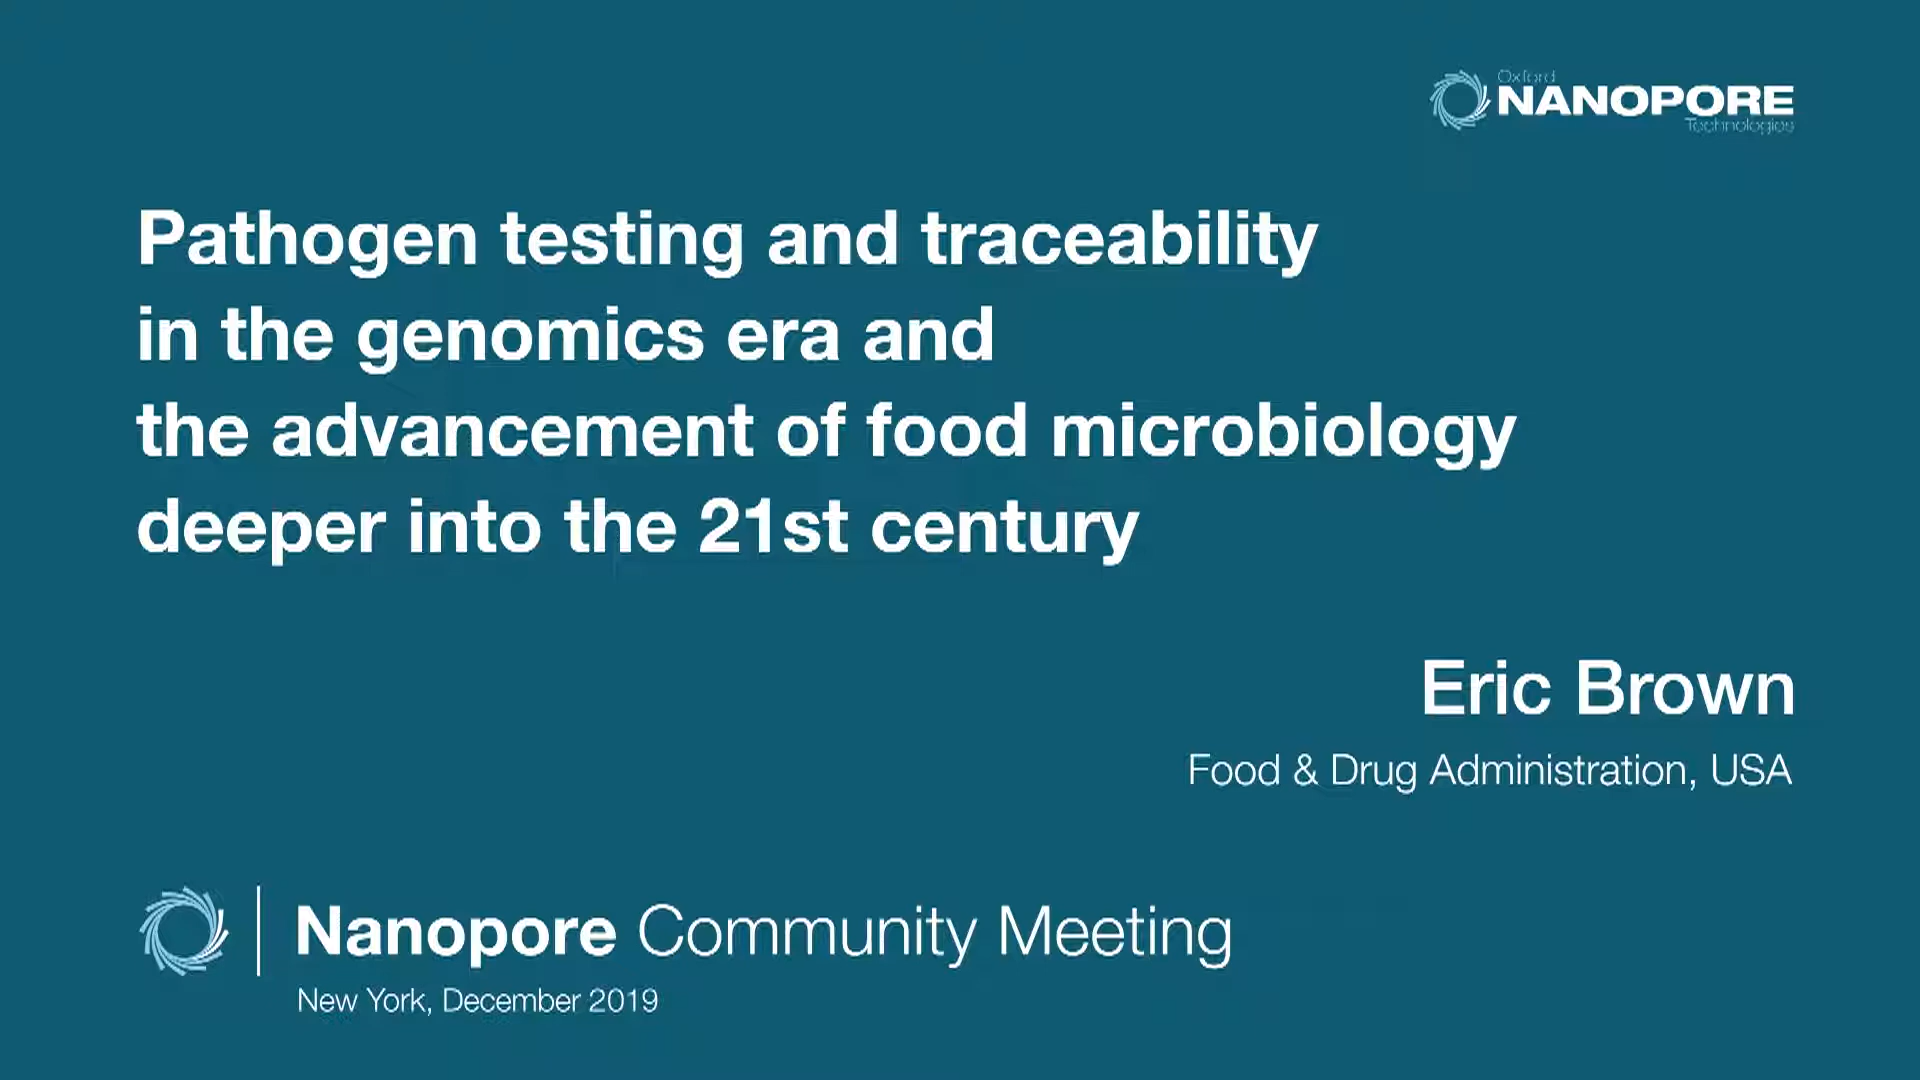 Oxford
NANOPORE
Technologies
Pathogen testing and traceability
in the genomics era and
the advancement of food microbiology
deeper into the 21st century
Eric Brown
Food & Drug Administration, USA
Nanopore Community Meeting
New York, December 2019